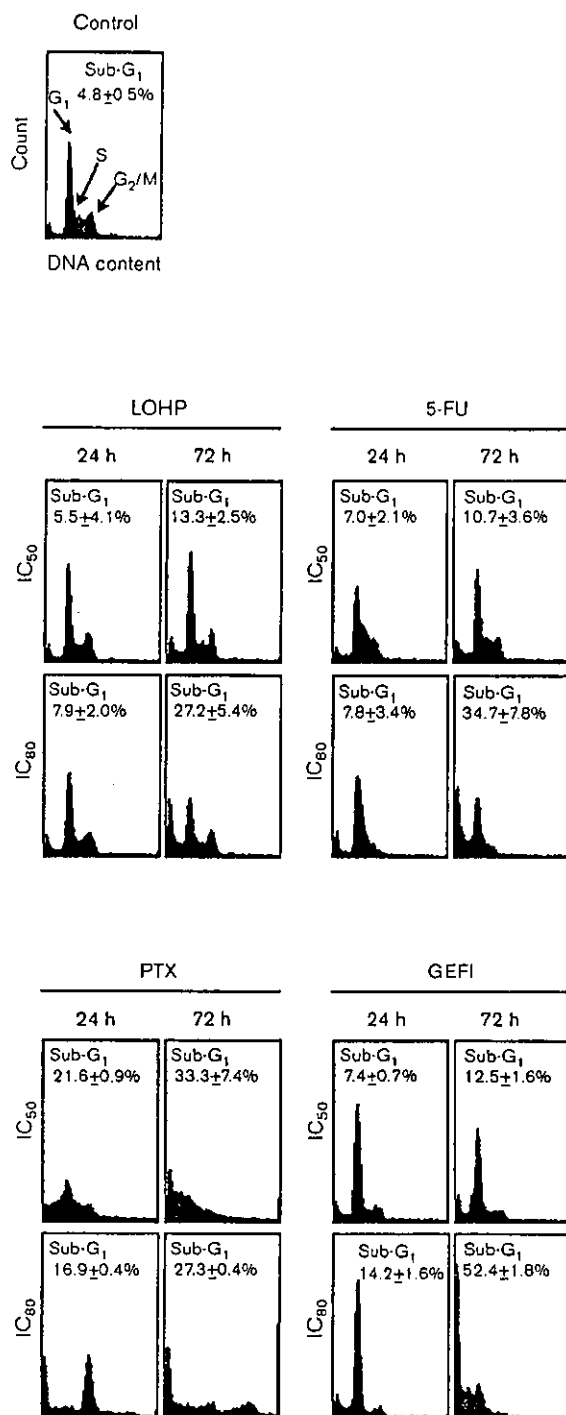 Control
Sub-G1
4.8±0 5%
G1
S
G2/M
Count
DNA content
LOHP
24 h
72 h
IC50
Sub-G1
5.5±4.1%
Sub-G1
13.3±2.5%
IC80
Sub-G1
7.9±2.0%
Sub-G1
27.2±5.4%
5-FU
24 h
72 h
IC50
Sub-G1
7.0±2.1%
Sub-G1
10.7±3.6%
IC80
Sub-G1
7.8±3.4%
Sub-G1
34.7±7.8%
PTX
24 h
72 h
IC50
Sub-G1
21.6±0.9%
Sub-G1
33.3±7.4%
IC80
Sub-G1
16.9±0.4%
Sub-G1
27.3±0.4%
GEFI
24 h
72 h
IC50
Sub-G1
7.4±0.7%
Sub-G1
12.5±1.6%
IC80
Sub-G1
14.2±1.6%
Sub-G1
52.4±1.8%